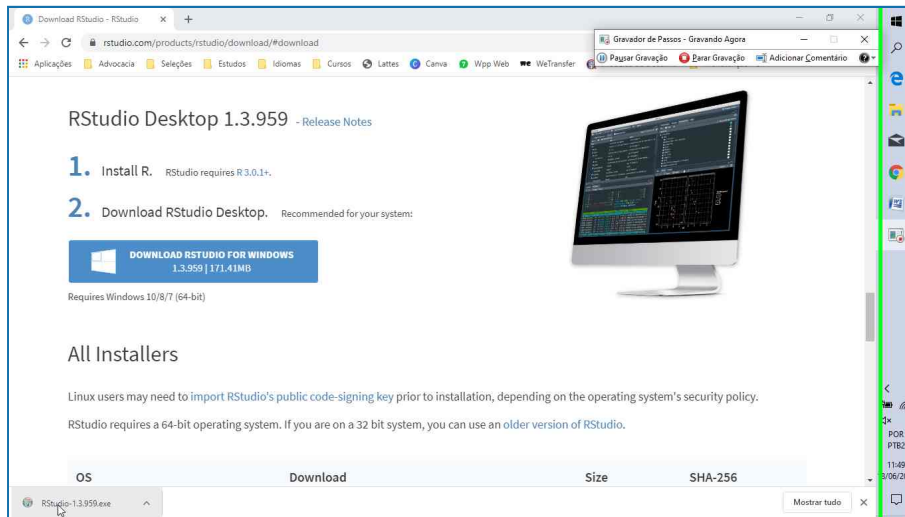 Download RStudio - RStudio
rstudio.com/products/rstudio/download/#download
Gravador de Passos - Gravando Agora
Pausar Gravação Parar Gravação Adicionar Comentário
Aplicações Advocacia Seleções Estudos Idiomas Cursos Lattes Canva Wpp Web WeTransfer
RStudio Desktop 1.3.959 - Release Notes
1. Install R. RStudio requires R 3.0.1+.
2. Download RStudio Desktop. Recommended for your system:
DOWNLOAD RSTUDIO FOR WINDOWS
1.3.959 | 171.41MB
Requires Windows 10/8/7 (64-bit)
All Installers
Linux users may need to import RStudio's public code-signing key prior to installation, depending on the operating system's security policy.
RStudio requires a 64-bit operating system. If you are on a 32 bit system, you can use an older version of RStudio.
OS Download Size SHA-256
RStudio-1.3.959.exe
Mostrar tudo
POR
PTB2
11:49